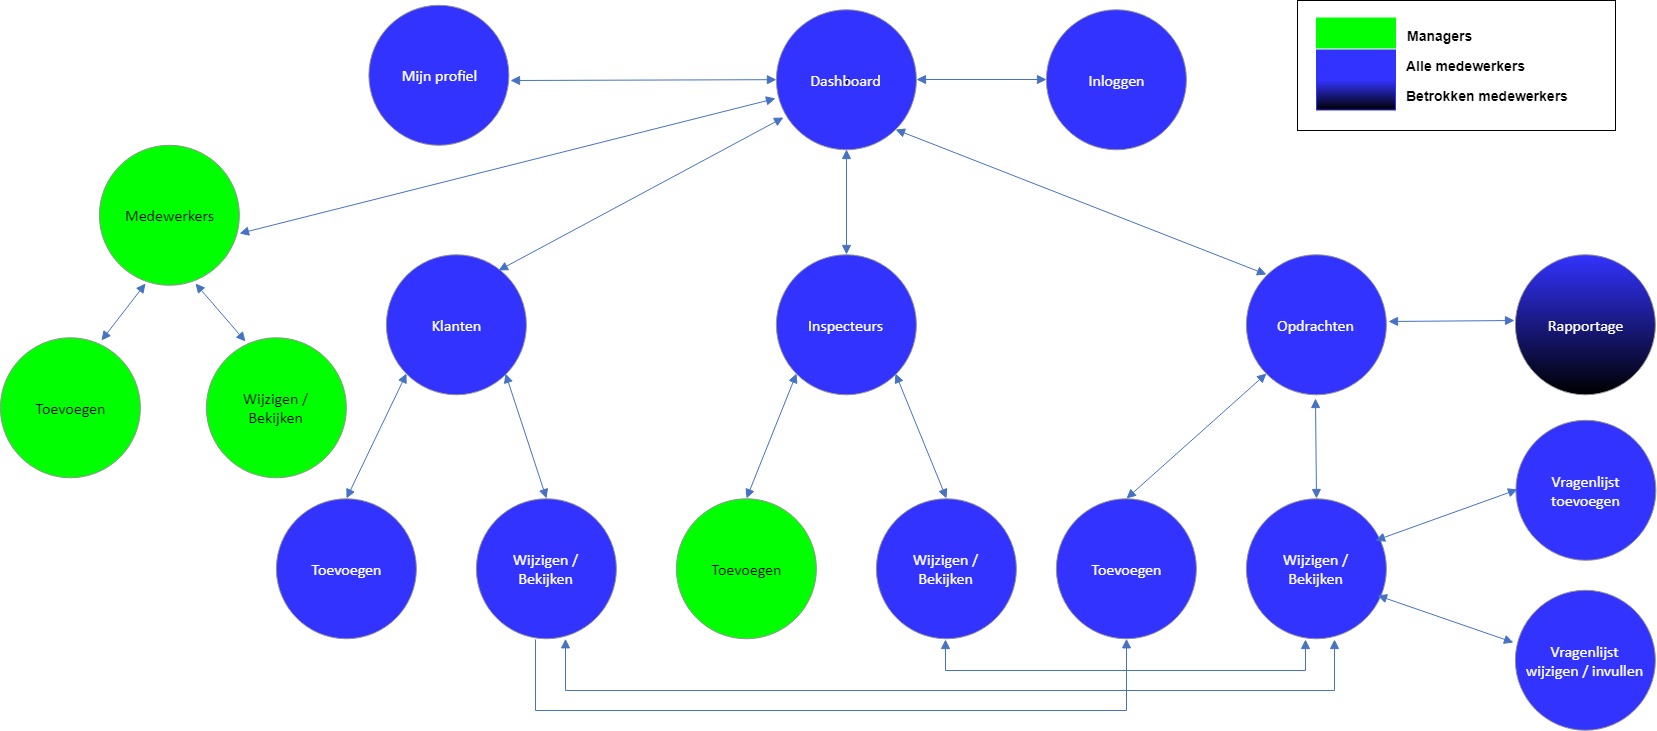 Mijn profiel
Dashboard
Inloggen
Managers
Alle medewerkers
Betrokken medewerkers
Medewerkers
Klanten
Inspecteurs
Opdrachten
Rapportage
Toevoegen
Wijzigen /
Bekijken
Toevoegen
Wijzigen /
Bekijken
Toevoegen
Wijzigen /
Bekijken
Toevoegen
Wijzigen /
Bekijken
Vragenlijst
toevoegen
Vragenlijst
wijzigen / invullen